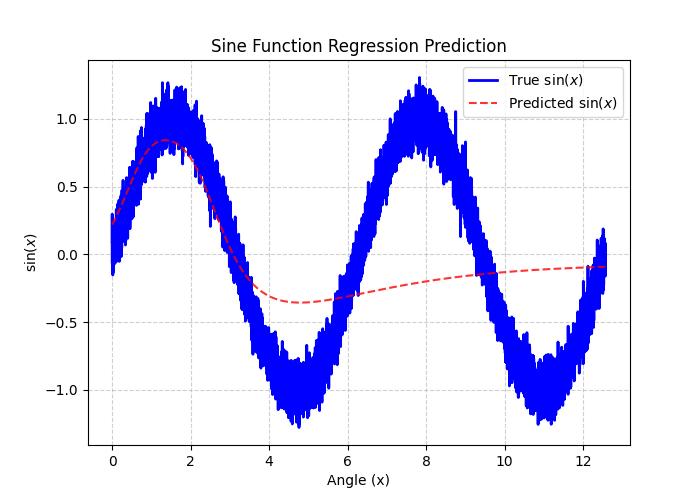 Sine Function Regression Prediction
True sin(x)
Predicted sin(x)
1.0
0.5
0.0
−0.5
−1.0
sin(x)
0 2 4 6 8 10 12
Angle (x)